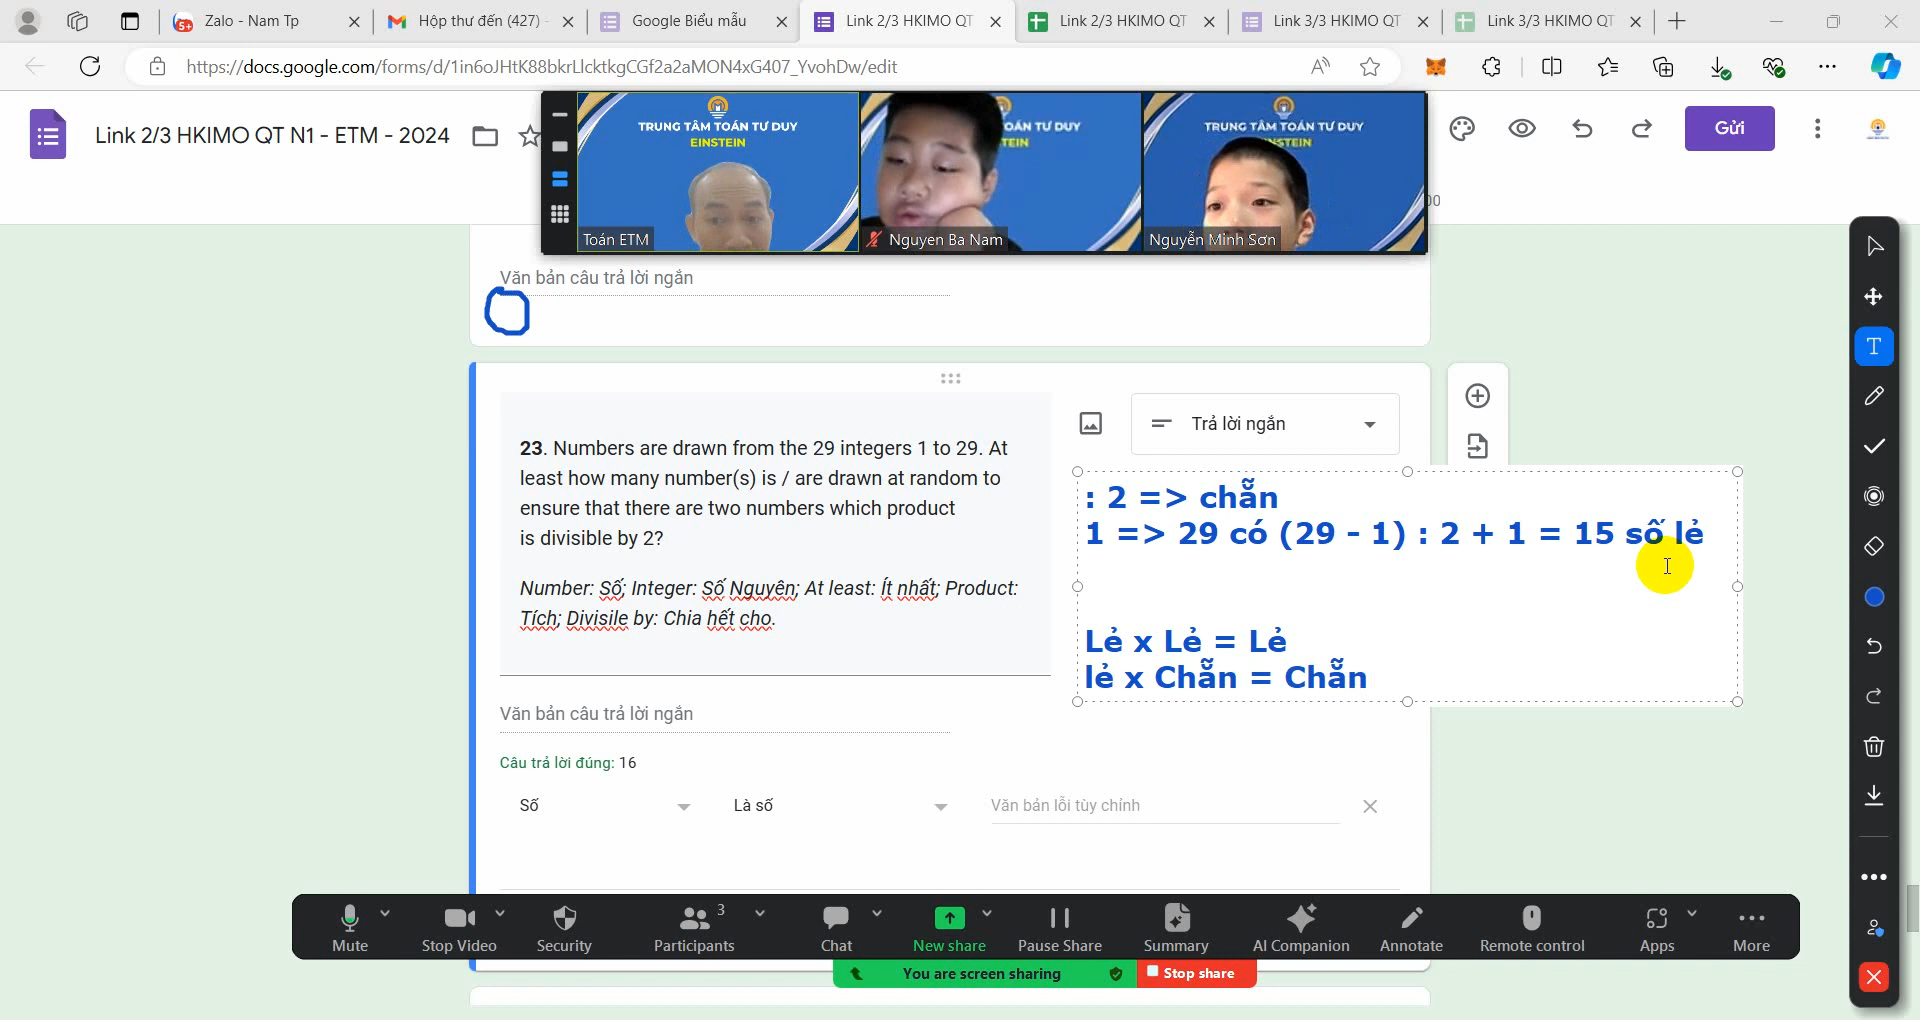 Zalo - Nam Tp
Hộp thư đến (427) -
Google Biểu mẫu
Link 2/3 HKIMO QT
Link 2/3 HKIMO QT
Link 3/3 HKIMO QT
Link 3/3 HKIMO QT
https://docs.google.com/forms/d/1in6oJHtK88bkrLlcktkgCGf2a2aMON4xG407_YvohDw/edit
Link 2/3 HKIMO QT N1 - ETM - 2024
Gửi
TRUNG TÂM TOÁN TƯ DUY
EINSTEIN
Toán ETM
OÁN TƯ DUY
TEIN
Nguyen Ba Nam
TRUNG TÂM TOÁN TƯ DUY
NSTEIN
Nguyễn Minh Sơn
00
Văn bản câu trả lời ngắn
23. Numbers are drawn from the 29 integers 1 to 29. At
least how many number(s) is / are drawn at random to
ensure that there are two numbers which product
is divisible by 2?
Number: Số; Integer: Số Nguyên; At least: Ít nhất; Product:
Tích; Divisile by: Chia hết cho.
Trả lời ngắn
: 2 => chẵn
1 => 29 có (29 - 1) : 2 + 1 = 15 số lẻ
Lẻ x Lẻ = Lẻ
lẻ x Chẵn = Chẵn
Văn bản câu trả lời ngắn
Câu trả lời đúng: 16
Số
Là số
Văn bản lỗi tùy chỉnh
Mute
Stop Video
Security
3
Participants
Chat
New share
Pause Share
Summary
AI Companion
Annotate
Remote control
Apps
More
You are screen sharing
Stop share